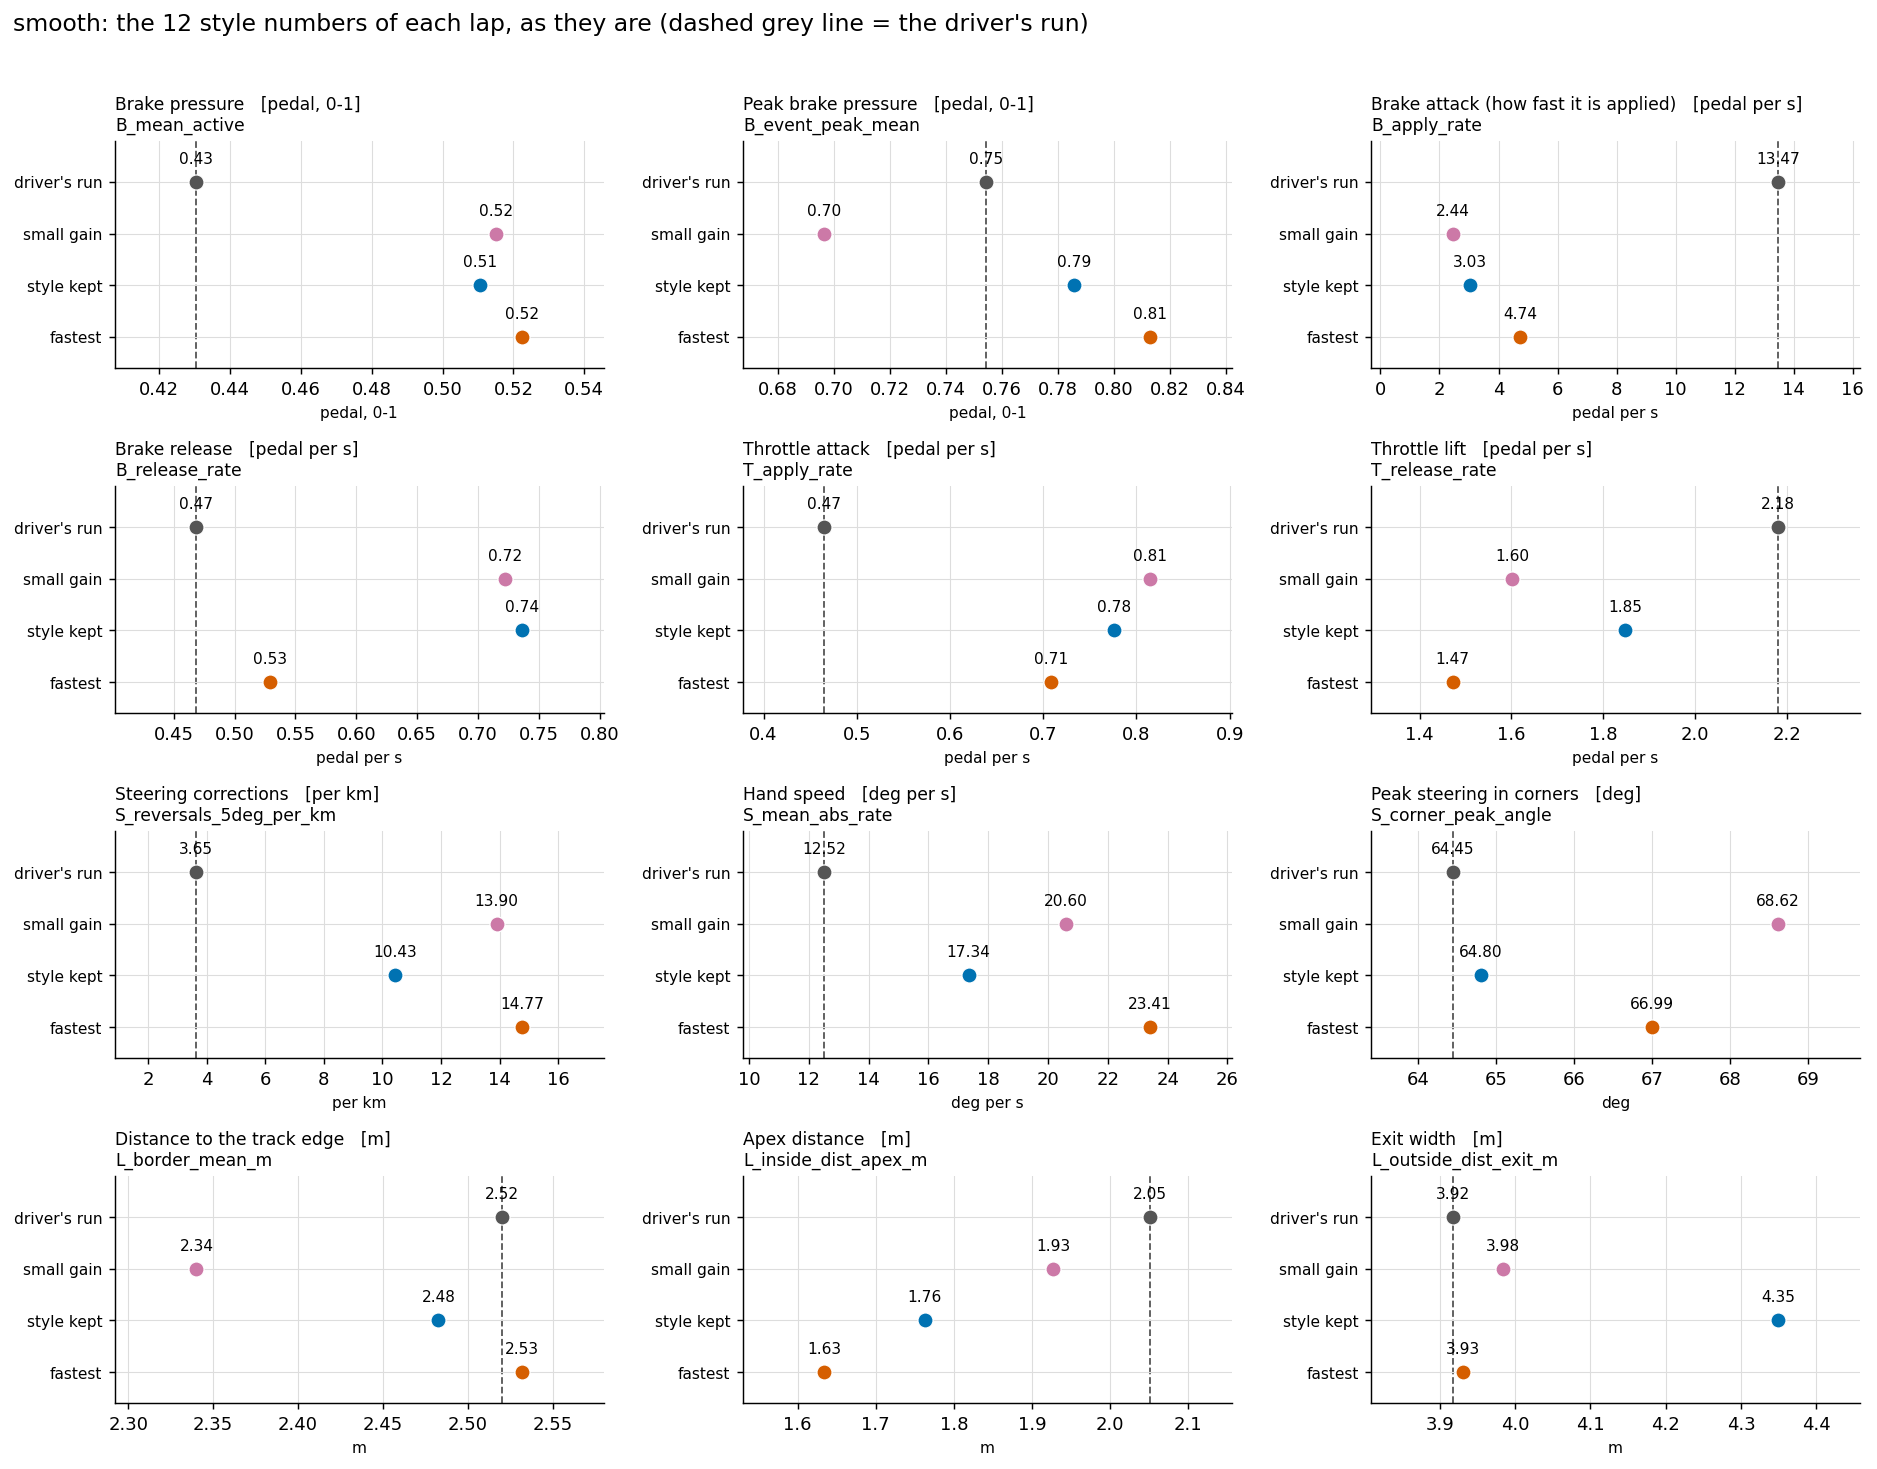 smooth: the 12 style numbers of each lap, as they are (dashed grey line = the driver's run)
Brake pressure [pedal, 0-1]
B_mean_active
driver's run
small gain
style kept
fastest
0.43
0.52
0.51
0.52
0.42 0.44 0.46 0.48 0.50 0.52 0.54
pedal, 0-1
Peak brake pressure [pedal, 0-1]
B_event_peak_mean
driver's run
small gain
style kept
fastest
0.75
0.70
0.79
0.81
0.68 0.70 0.72 0.74 0.76 0.78 0.80 0.82 0.84
pedal, 0-1
Brake attack (how fast it is applied) [pedal per s]
B_apply_rate
driver's run
small gain
style kept
fastest
13.47
2.44
3.03
4.74
0 2 4 6 8 10 12 14 16
pedal per s
Brake release [pedal per s]
B_release_rate
driver's run
small gain
style kept
fastest
0.47
0.72
0.74
0.53
0.45 0.50 0.55 0.60 0.65 0.70 0.75 0.80
pedal per s
Throttle attack [pedal per s]
T_apply_rate
driver's run
small gain
style kept
fastest
0.47
0.81
0.78
0.71
0.4 0.5 0.6 0.7 0.8 0.9
pedal per s
Throttle lift [pedal per s]
T_release_rate
driver's run
small gain
style kept
fastest
2.18
1.60
1.85
1.47
1.4 1.6 1.8 2.0 2.2
pedal per s
Steering corrections [per km]
S_reversals_5deg_per_km
driver's run
small gain
style kept
fastest
3.65
13.90
10.43
14.77
2 4 6 8 10 12 14 16
per km
Hand speed [deg per s]
S_mean_abs_rate
driver's run
small gain
style kept
fastest
12.52
20.60
17.34
23.41
10 12 14 16 18 20 22 24 26
deg per s
Peak steering in corners [deg]
S_corner_peak_angle
driver's run
small gain
style kept
fastest
64.45
68.62
64.80
66.99
64 65 66 67 68 69
deg
Distance to the track edge [m]
L_border_mean_m
driver's run
small gain
style kept
fastest
2.52
2.34
2.48
2.53
2.30 2.35 2.40 2.45 2.50 2.55
m
Apex distance [m]
L_inside_dist_apex_m
driver's run
small gain
style kept
fastest
2.05
1.93
1.76
1.63
1.6 1.7 1.8 1.9 2.0 2.1
m
Exit width [m]
L_outside_dist_exit_m
driver's run
small gain
style kept
fastest
3.92
3.98
4.35
3.93
3.9 4.0 4.1 4.2 4.3 4.4
m